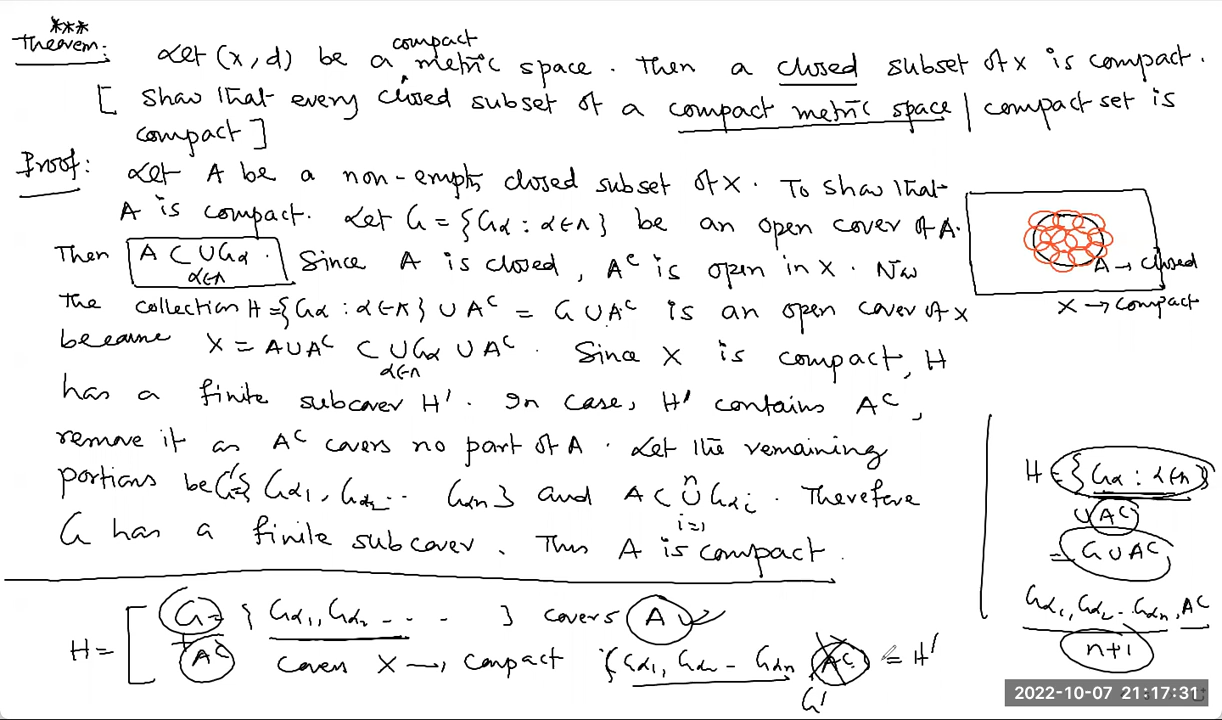 ***
Theorem: Let (x, d) be a compact metric space. Then a closed subset of X is compact.
[ Show that every closed subset of a compact metric space | compact set is
compact ]
Proof: Let A be a non-empty closed subset of X. To show that
A is compact. Let G = {Gα : α∈Λ} be an open cover of A.
Then A ⊂ ∪Gα α∈Λ. Since A is closed, Aᶜ is open in X. Now
the collection H = {Gα : α∈Λ} ∪ Aᶜ = G ∪ Aᶜ is an open cover of X
because X = A∪Aᶜ ⊂ ∪Gα ∪ Aᶜ. Since X is compact, H
α∈Λ
has a finite subcover H'. In case, H' contains Aᶜ,
remove it as Aᶜ covers no part of A. Let the remaining
portions be G'={ Gα1, Gα2 .. Gαn } and A ⊂ n∪i=1 Gαi. Therefore
G has a finite subcover. Thus A is compact.
A → closed
X → compact
H = {Gα : α∈Λ}
∪ Aᶜ
= G ∪ Aᶜ
Gα1, Gα2 .. Gαn, Aᶜ
n+1
H = [ G = { Gα1, Gα2 - - - } covers A
+ Aᶜ covers X → compact { Gα1, Gα2 - Gαn, Aᶜ } = H'
G'
2022-10-07 21:17:31